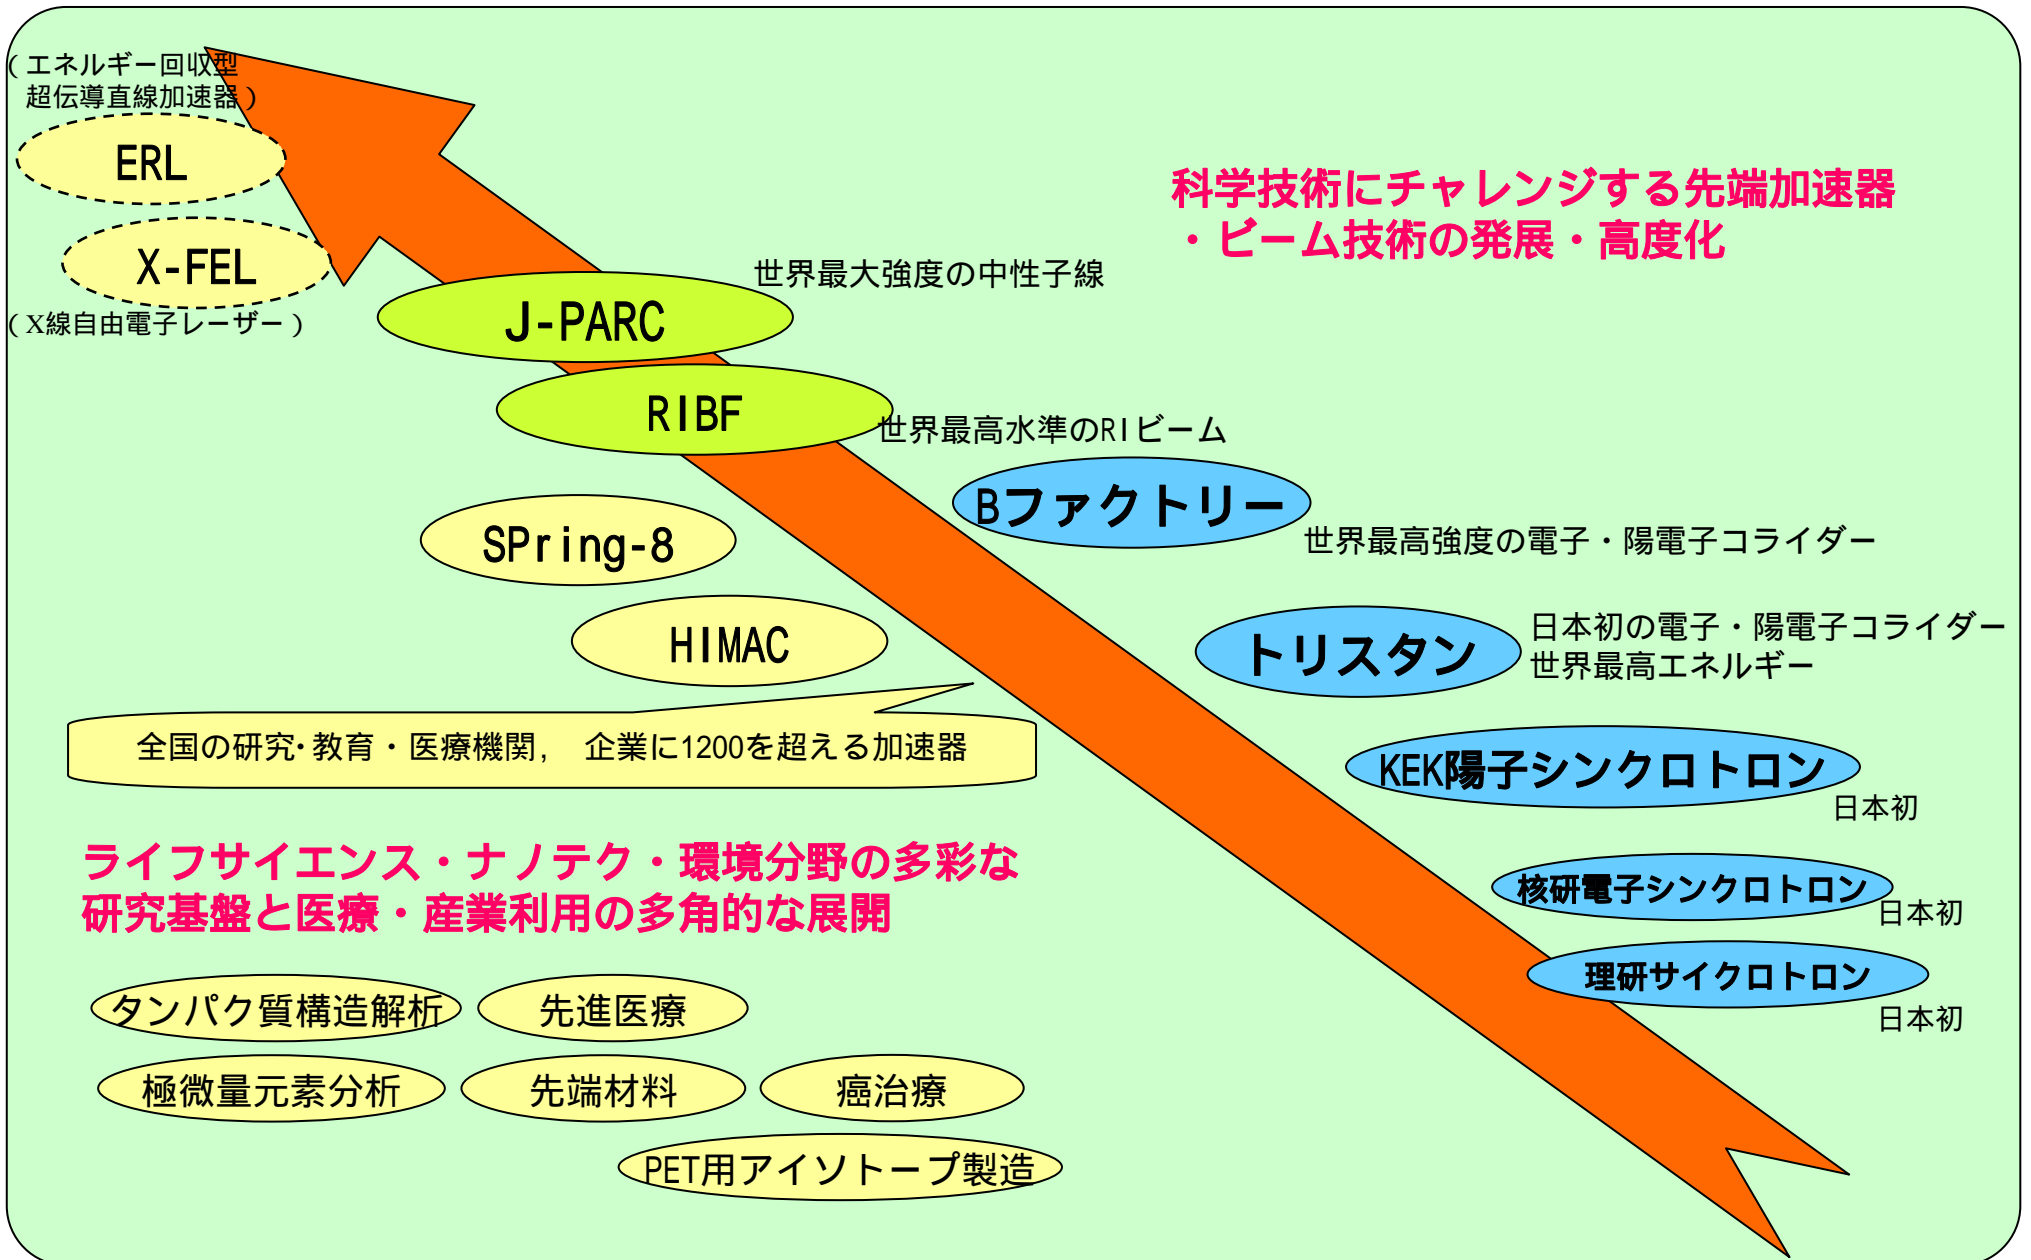 （エネルギー回収型
超伝導直線加速器）
ERL
X-FEL
（X線自由電子レーザー）
科学技術にチャレンジする先端加速器
・ビーム技術の発展・高度化
世界最大強度の中性子線
J-PARC
RIBF
世界最高水準のRIビーム
Bファクトリー
世界最高強度の電子・陽電子コライダー
SPring-8
HIMAC
トリスタン
日本初の電子・陽電子コライダー
世界最高エネルギー
全国の研究・教育・医療機関，　企業に1200を超える加速器
KEK陽子シンクロトロン
日本初
ライフサイエンス・ナノテク・環境分野の多彩な
研究基盤と医療・産業利用の多角的な展開
核研電子シンクロトロン
日本初
理研サイクロトロン
日本初
タンパク質構造解析
先進医療
極微量元素分析
先端材料
癌治療
PET用アイソトープ製造